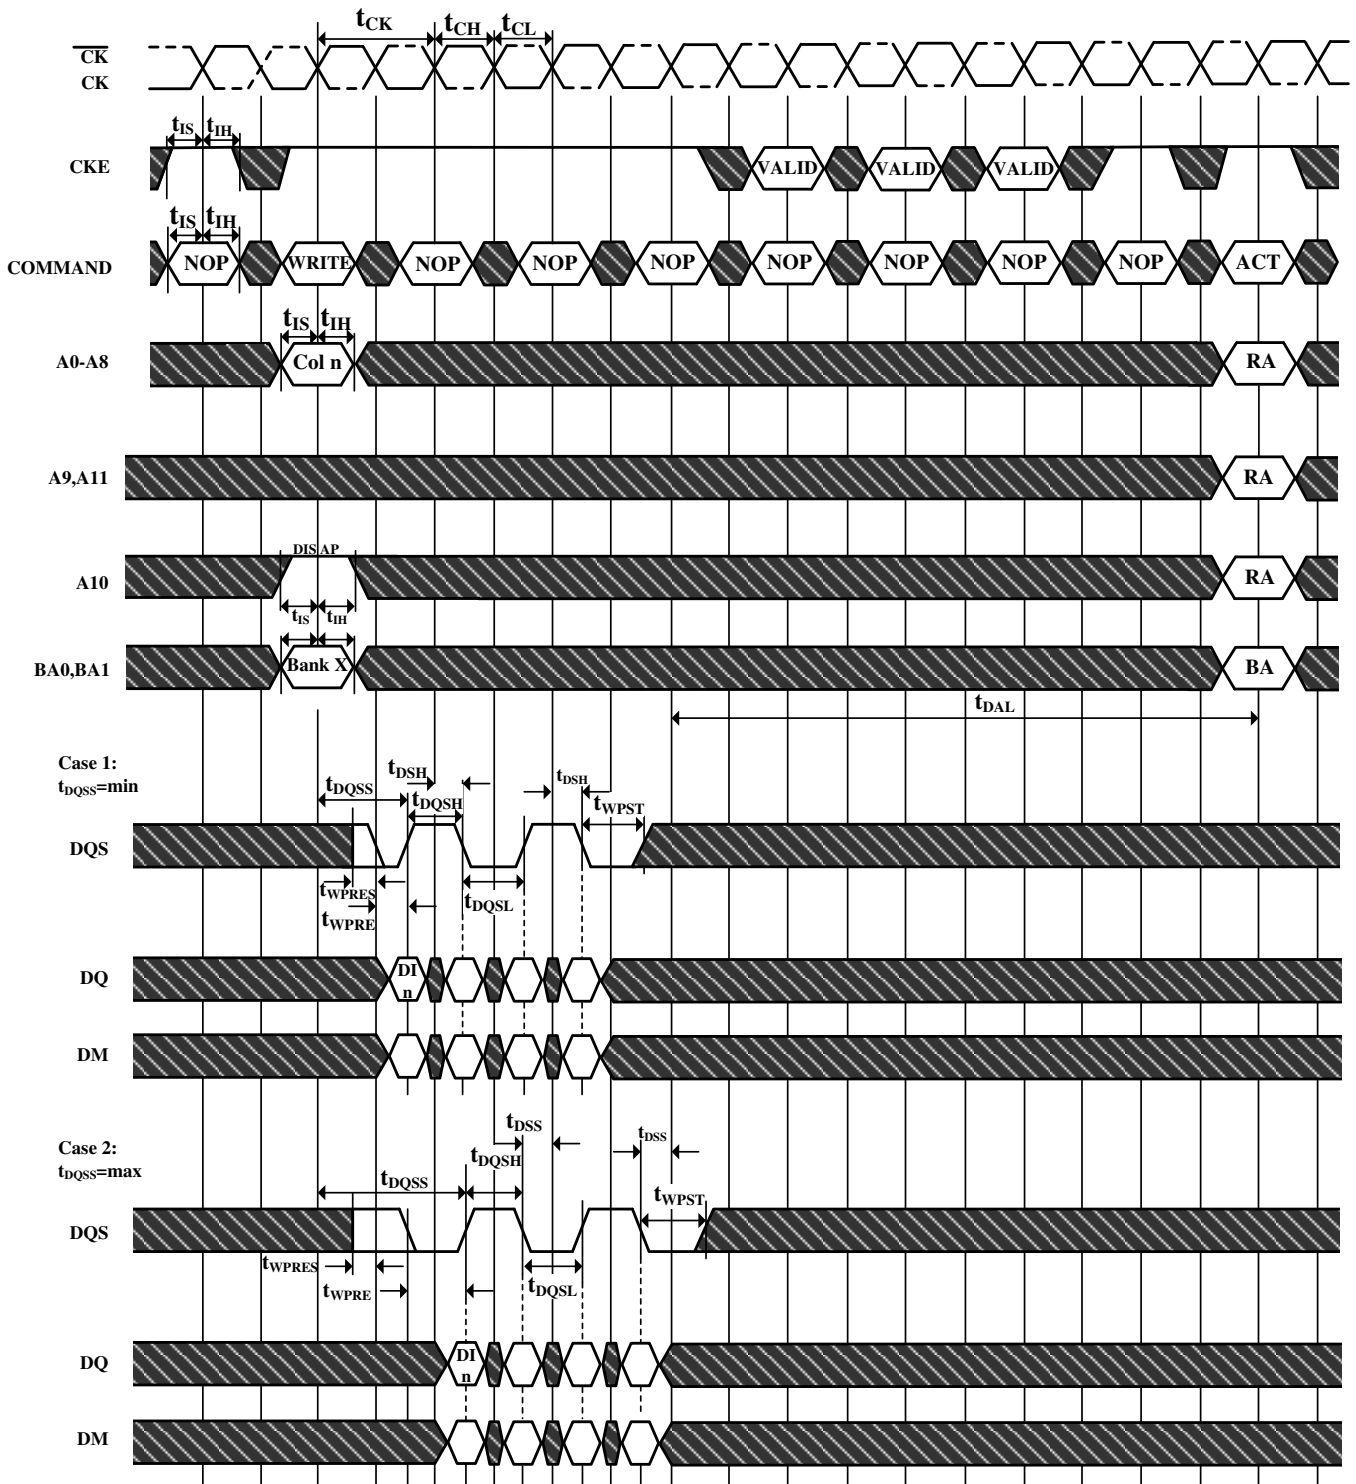 tCK tCH tCL
CK
CK
tIS tIH
CKE VALID VALID VALID
tIS tIH
COMMAND NOP WRITE NOP NOP NOP NOP NOP NOP NOP ACT
tIS tIH
A0-A8 Col n RA
A9,A11 RA
DIS AP
A10 RA
tIS tIH
BA0,BA1 Bank X BA
tDAL
Case 1:
tDQSS=min
tDSH tDSH
tDQSS tDQSH tWPST
DQS
tWPRES tDQSL
tWPRE
DQ DI
n
DM
Case 2:
tDQSS=max
tDSS tDSS
tDQSH
tDQSS tWPST
DQS
tWPRES
tWPRE tDQSL
DQ DI
n
DM